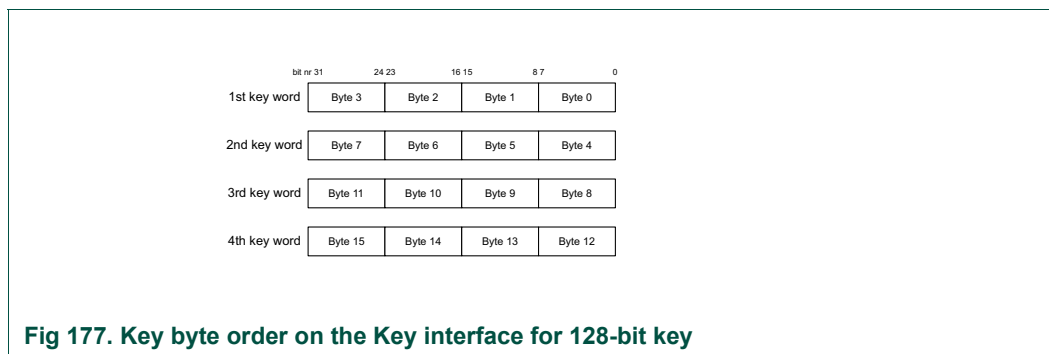 bit nr 31 24 23 16 15 8 7 0
1st key word Byte 3 Byte 2 Byte 1 Byte 0
2nd key word Byte 7 Byte 6 Byte 5 Byte 4
3rd key word Byte 11 Byte 10 Byte 9 Byte 8
4th key word Byte 15 Byte 14 Byte 13 Byte 12
Fig 177. Key byte order on the Key interface for 128-bit key